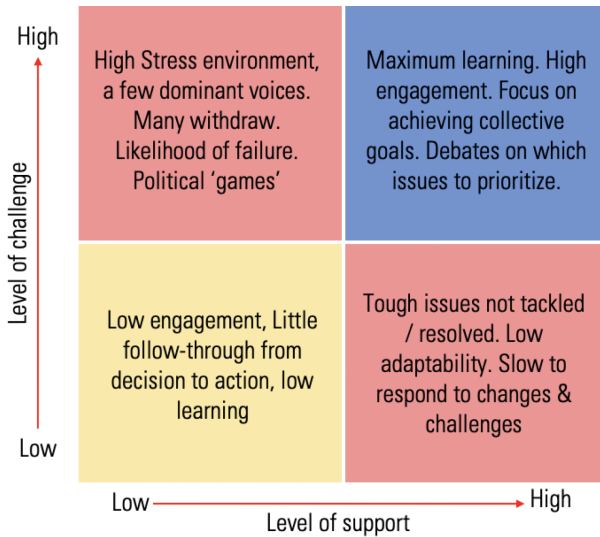 High
High Stress environment,
a few dominant voices.
Many withdraw.
Likelihood of failure.
Political ‘games’
Maximum learning. High
engagement. Focus on
achieving collective
goals. Debates on which
issues to prioritize.
Level of challenge
Low engagement, Little
follow-through from
decision to action, low
learning
Tough issues not tackled
/ resolved. Low
adaptability. Slow to
respond to changes &
challenges
Low
Low
High
Level of support